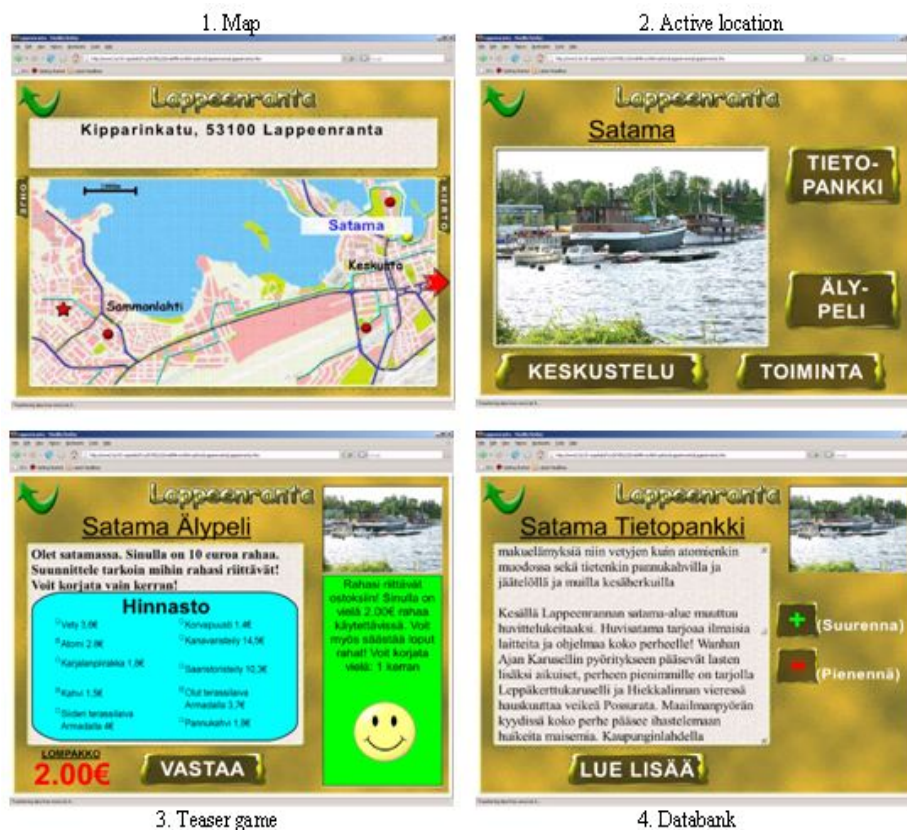 1. Map
2. Active location
Lappeenranta
Kipparinkatu, 53100 Lappeenranta
OHJE
KIERTO
Satama
Keskusta
Sammonlahti
Lappeenranta
Satama
TIETO-
PANKKI
ÄLY-
PELI
KESKUSTELU
TOIMINTA
Lappeenranta
Satama Älypeli
Olet satamassa. Sinulla on 10 euroa rahaa.
Suunnittele tarkoin mihin rahasi riittävät!
Voit korjata vain kerran!
Hinnasto
Vety 3,6€
Korvapuusti 1,4€
Atomi 2,8€
Kanavaristeily 14,5€
Karjalanpiirakka 1,8€
Saaristoristeily 10,3€
Kahvi 1,5€
Olut terassilaiva
Armadalla 3,7€
Siideri terassilaiva
Armadalla 4€
Pannukahvi 1,8€
Rahasi riittävät
ostoksiin! Sinulla on
vielä 2.00€ rahaa
käytettävissä. Voit
myös säästää loput
rahat! Voit korjata
vielä: 1 kerran
LOMPAKKO
2.00€
VASTAA
Lappeenranta
Satama Tietopankki
makuelämyksiä niin vetyjen kuin atomienkin
muodossa sekä tietenkin pannukahvilla ja
jäätelöllä ja muilla kesäherkuilla
Kesällä Lappeenrannan satama-alue muuttuu
huvittelukeitaaksi. Huvisatama tarjoaa ilmaisia
laitteita ja ohjelmaa koko perheelle! Wanhan
Ajan Karusellin pyöritykseen pääsevät lasten
lisäksi aikuiset, perheen pienimmille on tarjolla
Leppäkerttukaruselli ja Hiekkalinnan vieressä
hauskuuttaa veikeä Possurata. Maailmanpyörän
kyydissä koko perhe pääsee ihastelemaan
huikeita maisemia. Kaupunginlahdella
(Suurenna)
(Pienennä)
LUE LISÄÄ
3. Teaser game
4. Databank